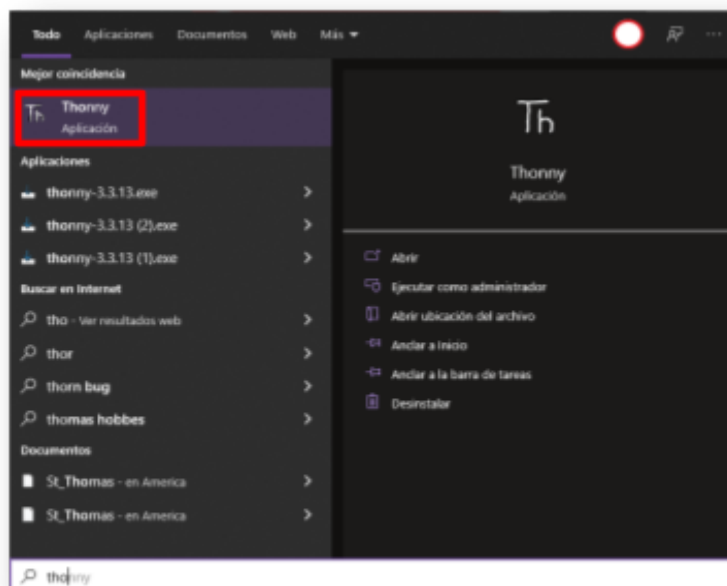 Todo Aplicaciones Documentos Web Más
Mejor coincidencia
Th Thonny
Aplicación
Aplicaciones
thonny-3.3.13.exe
thonny-3.3.13 (2).exe
thonny-3.3.13 (1).exe
Buscar en Internet
tho - Ver resultados web
thor
thorn bug
thomas hobbes
Documentos
St_Thomas - en America
St_Thomas - en America
thonny
Th
Thonny
Aplicación
Abrir
Ejecutar como administrador
Abrir ubicación del archivo
Anclar a Inicio
Anclar a la barra de tareas
Desinstalar